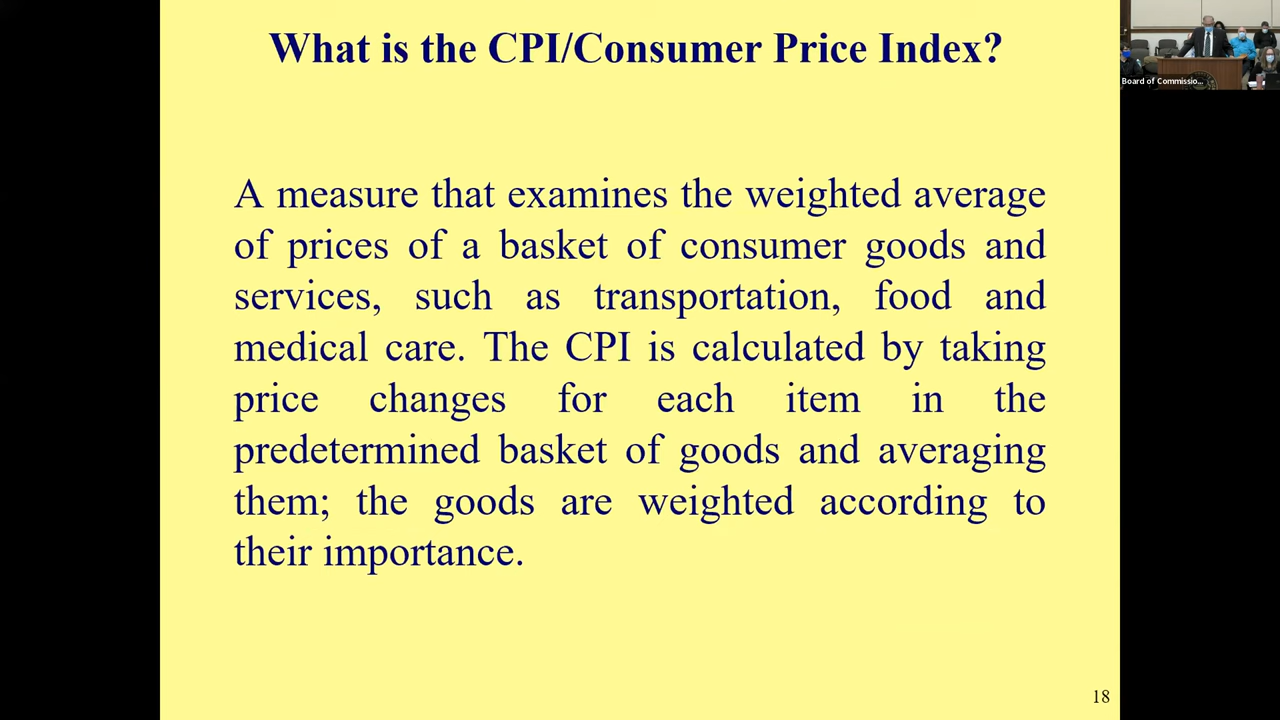 What is the CPI/Consumer Price Index?
A measure that examines the weighted average
of prices of a basket of consumer goods and
services, such as transportation, food and
medical care. The CPI is calculated by taking
price changes for each item in the
predetermined basket of goods and averaging
them; the goods are weighted according to
their importance.
18
Board of Commissio...